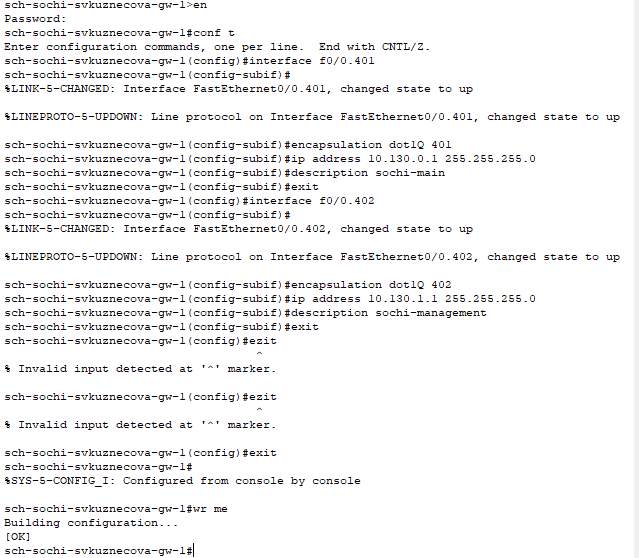 sch-sochi-svkuznecova-gw-1>en
Password:
sch-sochi-svkuznecova-gw-1#conf t
Enter configuration commands, one per line.  End with CNTL/Z.
sch-sochi-svkuznecova-gw-1(config)#interface f0/0.401
sch-sochi-svkuznecova-gw-1(config-subif)#
%LINK-5-CHANGED: Interface FastEthernet0/0.401, changed state to up
%LINEPROTO-5-UPDOWN: Line protocol on Interface FastEthernet0/0.401, changed state to up
sch-sochi-svkuznecova-gw-1(config-subif)#encapsulation dot1Q 401
sch-sochi-svkuznecova-gw-1(config-subif)#ip address 10.130.0.1 255.255.255.0
sch-sochi-svkuznecova-gw-1(config-subif)#description sochi-main
sch-sochi-svkuznecova-gw-1(config-subif)#exit
sch-sochi-svkuznecova-gw-1(config)#interface f0/0.402
sch-sochi-svkuznecova-gw-1(config-subif)#
%LINK-5-CHANGED: Interface FastEthernet0/0.402, changed state to up
%LINEPROTO-5-UPDOWN: Line protocol on Interface FastEthernet0/0.402, changed state to up
sch-sochi-svkuznecova-gw-1(config-subif)#encapsulation dot1Q 402
sch-sochi-svkuznecova-gw-1(config-subif)#ip address 10.130.1.1 255.255.255.0
sch-sochi-svkuznecova-gw-1(config-subif)#description sochi-management
sch-sochi-svkuznecova-gw-1(config-subif)#exit
sch-sochi-svkuznecova-gw-1(config)#ezit
^
% Invalid input detected at '^' marker.
sch-sochi-svkuznecova-gw-1(config)#ezit
^
% Invalid input detected at '^' marker.
sch-sochi-svkuznecova-gw-1(config)#exit
sch-sochi-svkuznecova-gw-1#
%SYS-5-CONFIG_I: Configured from console by console
sch-sochi-svkuznecova-gw-1#wr me
Building configuration...
[OK]
sch-sochi-svkuznecova-gw-1#